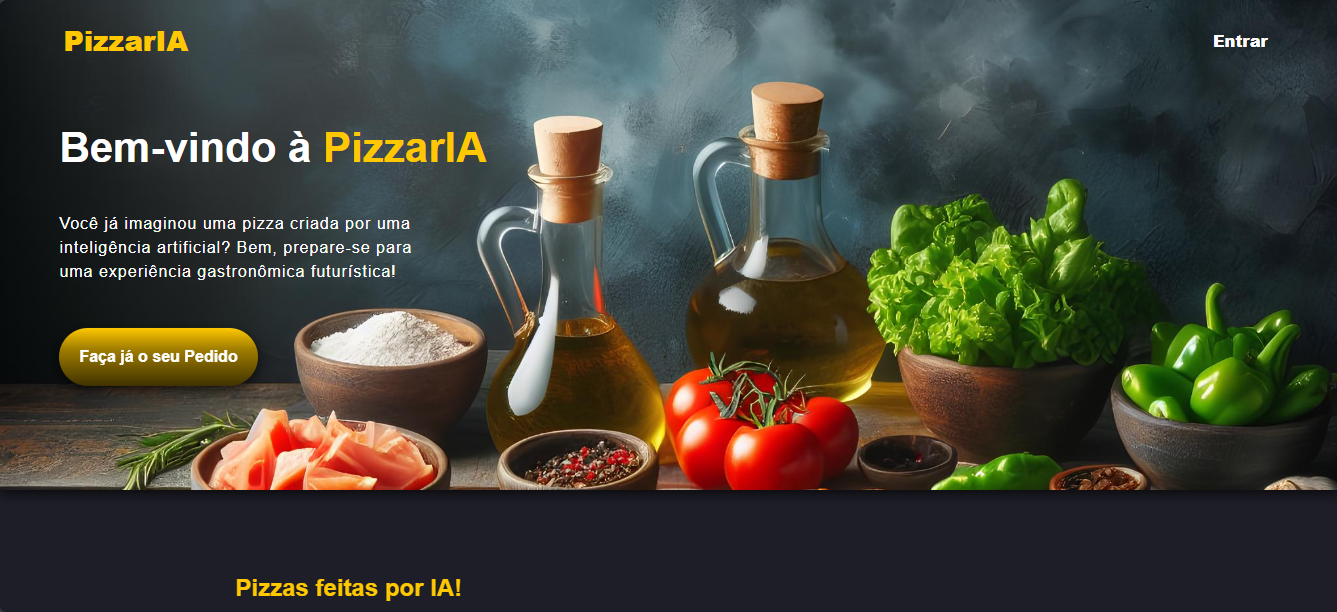 PizzarIA
Entrar
Bem-vindo à PizzarIA
Você já imaginou uma pizza criada por uma
inteligência artificial? Bem, prepare-se para
uma experiência gastronômica futurística!
Faça já o seu Pedido
Pizzas feitas por IA!